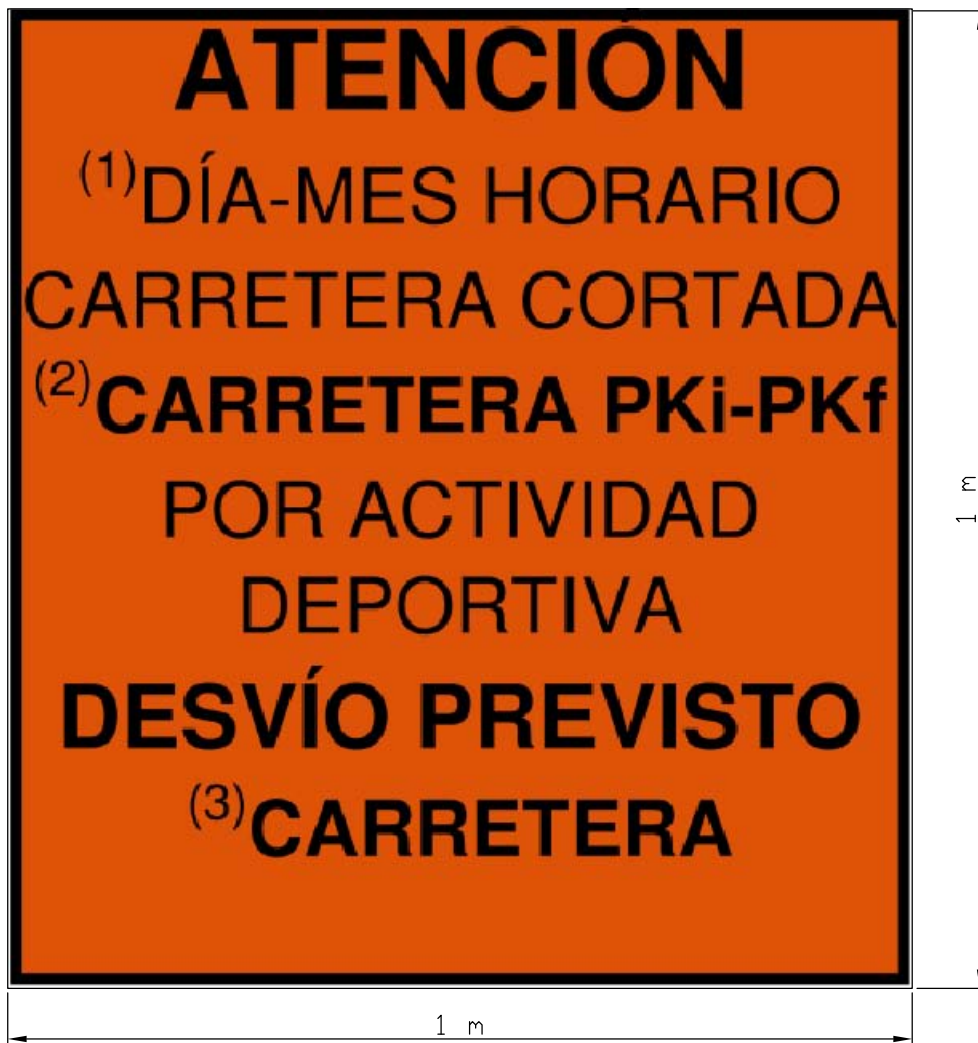 ATENCIÓN
(1)DÍA-MES HORARIO
CARRETERA CORTADA
(2)CARRETERA PKi-PKf
POR ACTIVIDAD
DEPORTIVA
DESVÍO PREVISTO
(3)CARRETERA
1 m
1 m